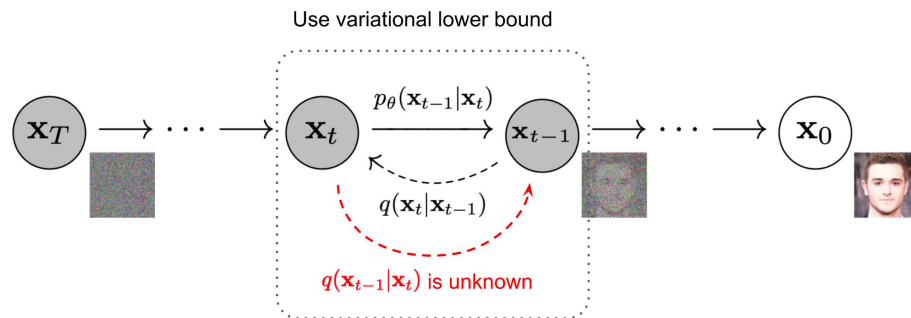 Use variational lower bound
p_θ(x_{t−1}|x_t)
x_T ⋯ x_t x_{t−1} ⋯ x_0
q(x_t|x_{t−1})
q(x_{t−1}|x_t) is unknown